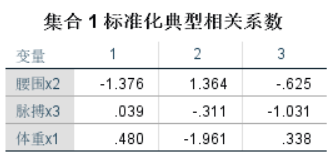 集合 1 标准化典型相关系数
变量 1 2 3
腰围x2 -1.376 1.364 -.625
脉搏x3 .039 -.311 -1.031
体重x1 .480 -1.961 .338